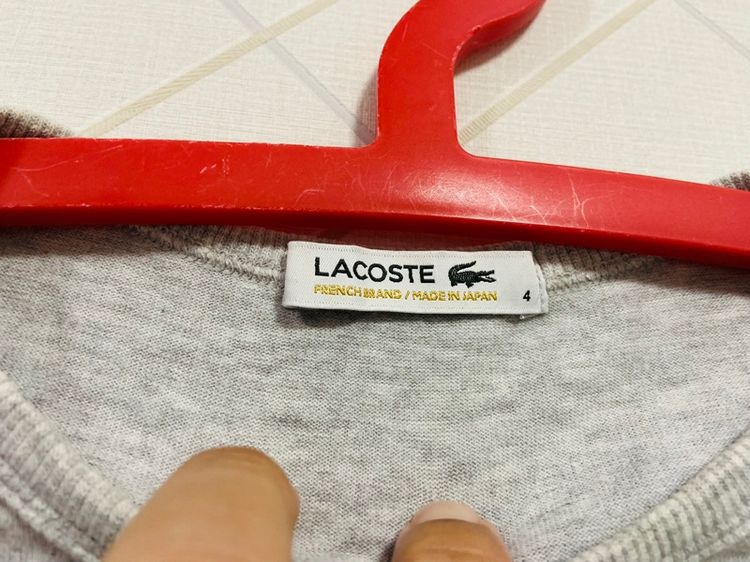 LACOSTE
FRENCH BRAND / MADE IN JAPAN 4